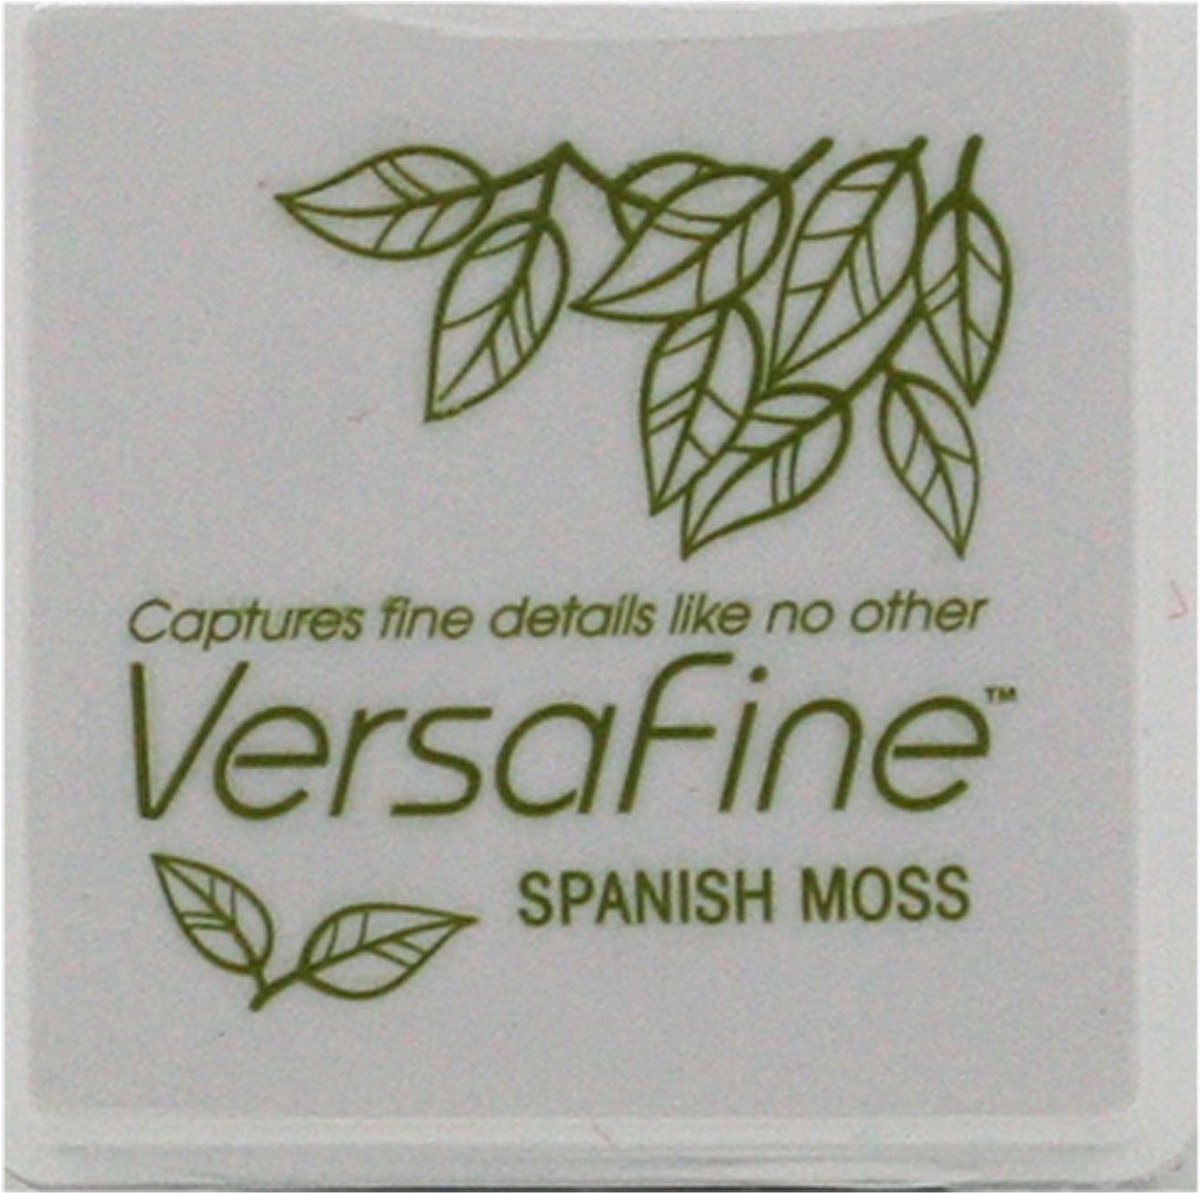 Captures fine details like no other
VersaFine™
SPANISH MOSS